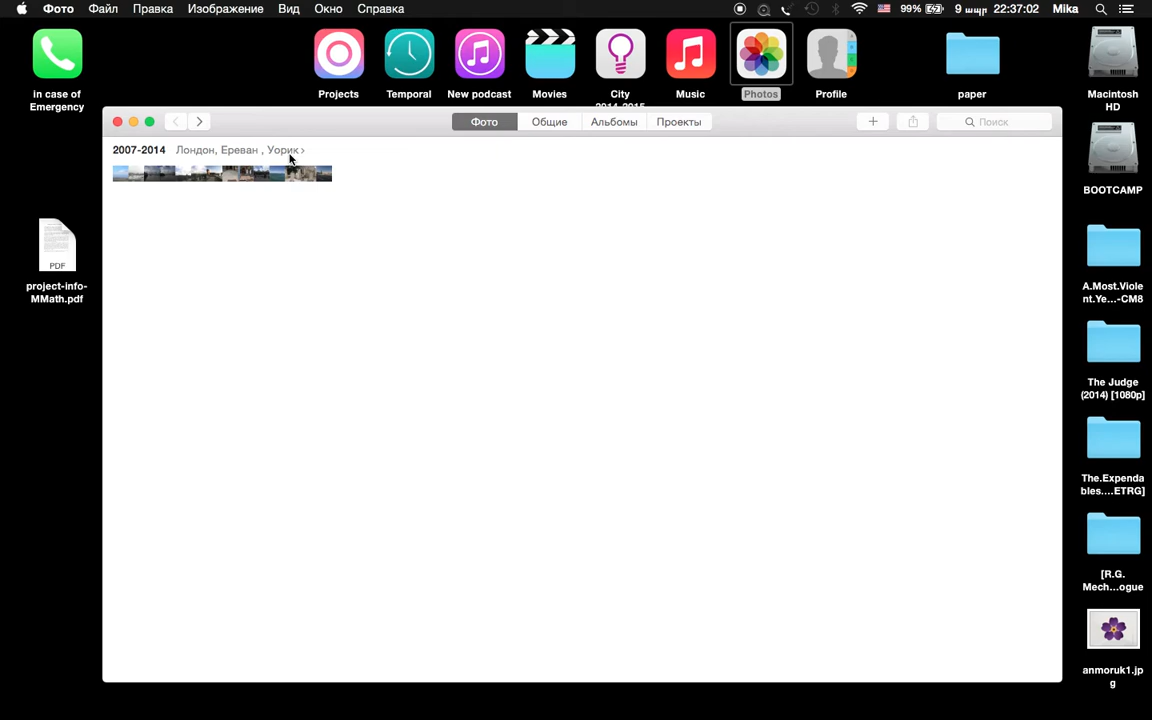 Фото Файл Правка Изображение Вид Окно Справка 99% 9 մայր 22:37:02 Mika
in case of
Emergency
Projects
Temporal
New podcast
Movies
City
2014-2015
Music
Photos
Profile
paper
Macintosh
HD
Фото Общие Альбомы Проекты Поиск
2007-2014 Лондон, Ереван , Уорик >
BOOTCAMP
PDF
project-info-
MMath.pdf
A.Most.Viole
nt.Ye...-CM8
The Judge
(2014) [1080p]
The.Expenda
bles....ETRG]
[R.G.
Mech...ogue
anmoruk1.jp
g